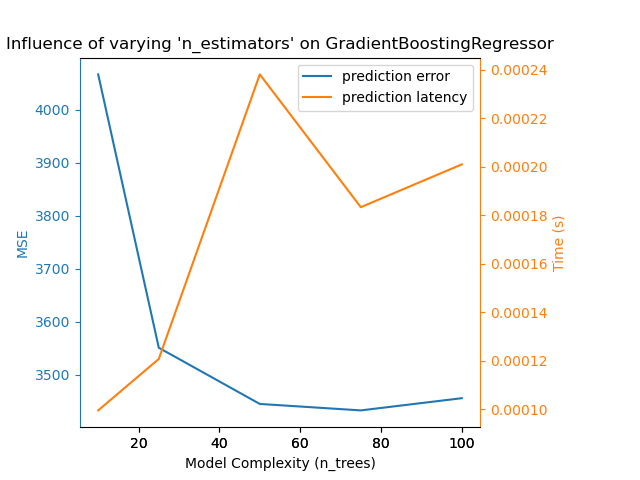 Influence of varying 'n_estimators' on GradientBoostingRegressor
prediction error
prediction latency
4000
3900
3800
3700
3600
3500
MSE
0.00024
0.00022
0.00020
0.00018
0.00016
0.00014
0.00012
0.00010
Time (s)
20 40 60 80 100
Model Complexity (n_trees)